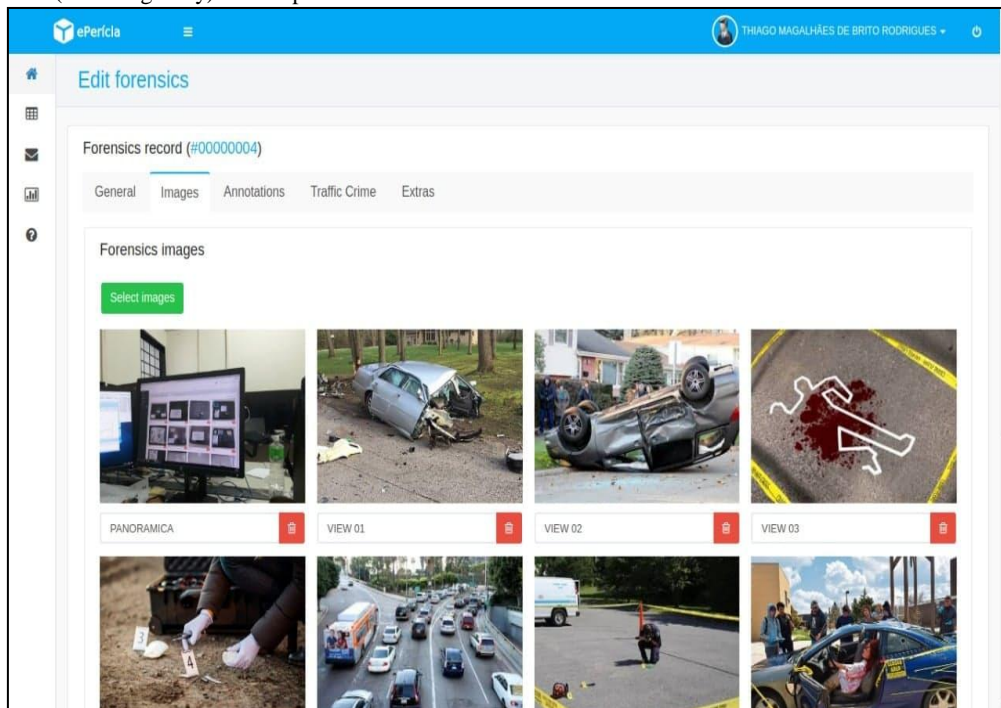 ePerícia
THIAGO MAGALHÃES DE BRITO RODRIGUES
Edit forensics
Forensics record (#00000004)
General Images Annotations Traffic Crime Extras
Forensics images
Select images
PANORAMICA VIEW 01 VIEW 02 VIEW 03
3
4